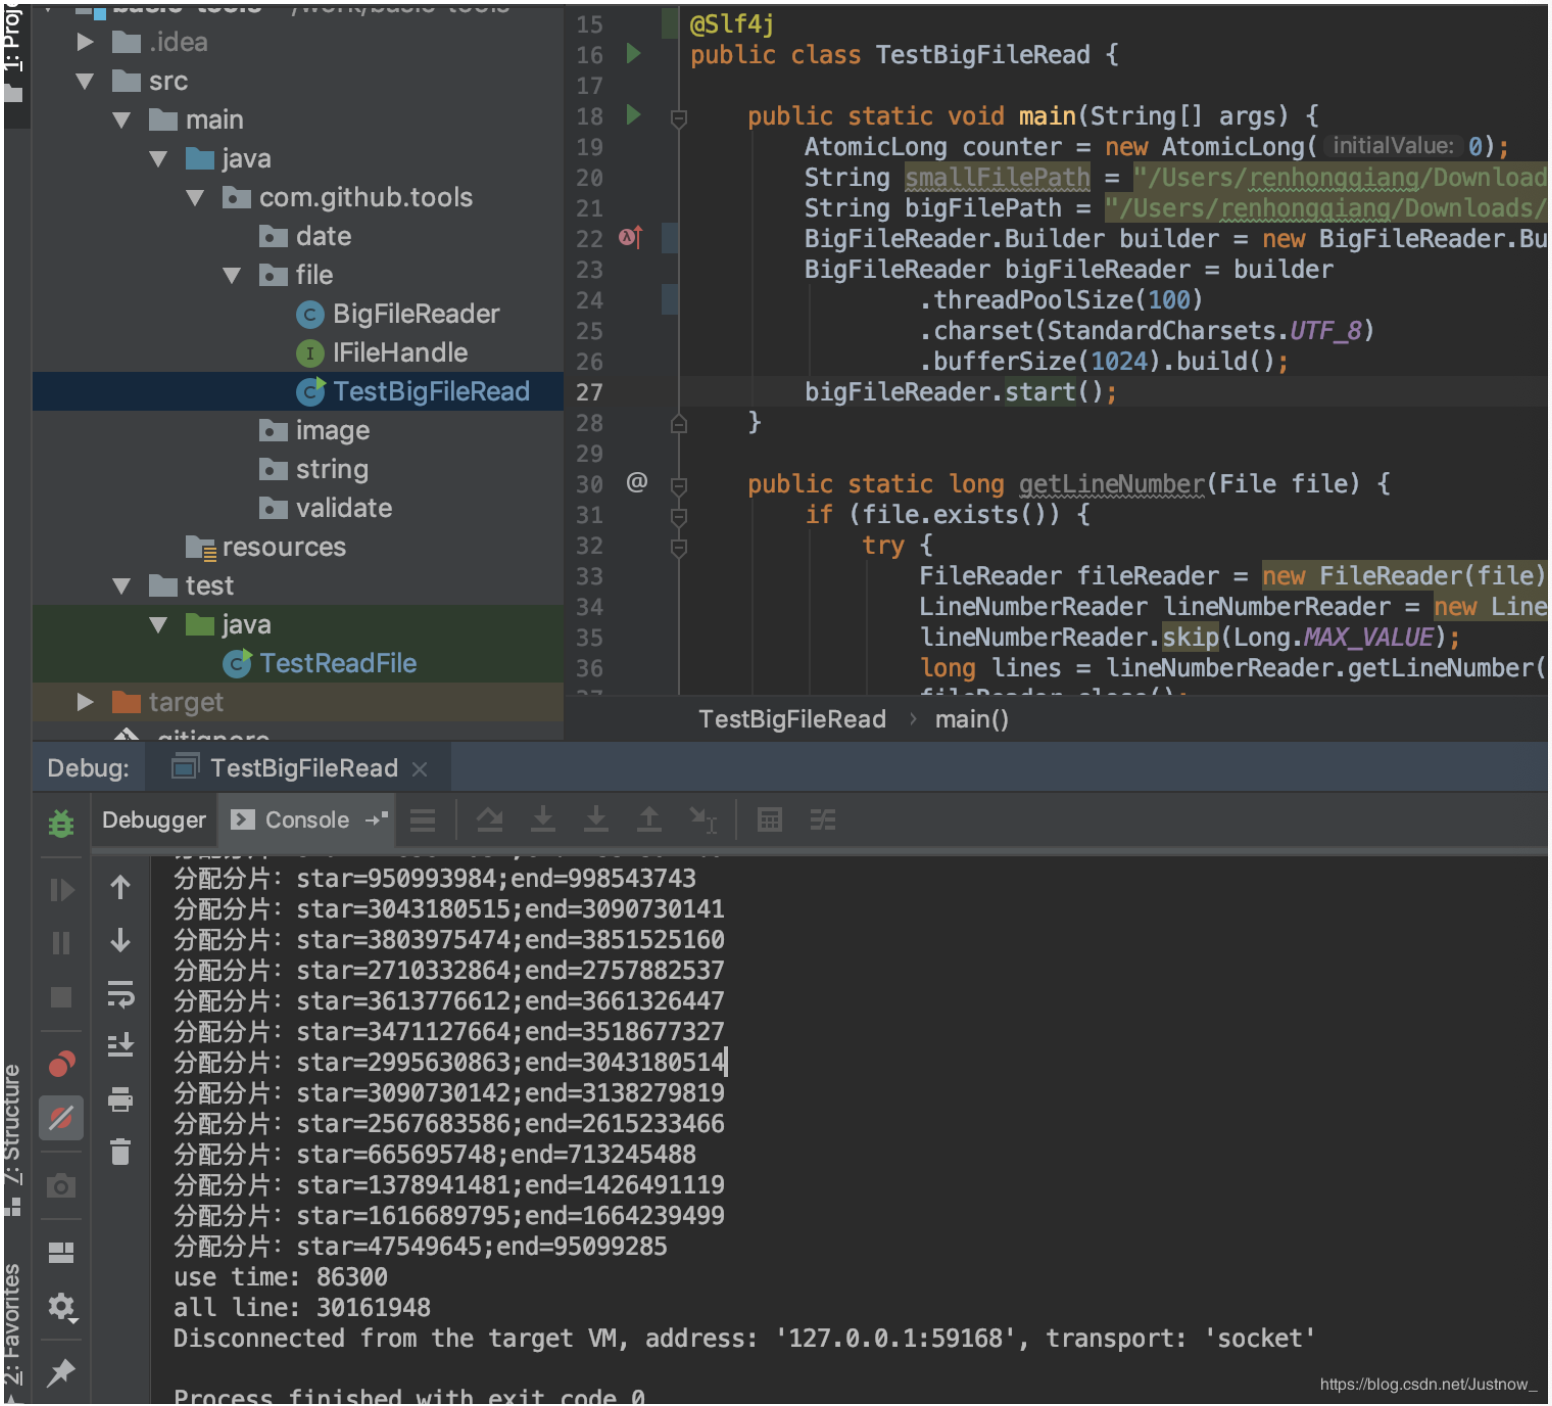 basic-tools ~/work/basic-tools
.idea
src
main
java
com.github.tools
date
file
BigFileReader
IFileHandle
TestBigFileRead
image
string
validate
resources
test
java
TestReadFile
target
.gitignore
1: Proj
7: Structure
2: Favorites
15 @Slf4j
16 public class TestBigFileRead {
17
18 public static void main(String[] args) {
19 AtomicLong counter = new AtomicLong( initialValue: 0);
20 String smallFilePath = "/Users/renhongqiang/Download
21 String bigFilePath = "/Users/renhongqiang/Downloads/
22 BigFileReader.Builder builder = new BigFileReader.Bu
23 BigFileReader bigFileReader = builder
24 .threadPoolSize(100)
25 .charset(StandardCharsets.UTF_8)
26 .bufferSize(1024).build();
27 bigFileReader.start();
28 }
29
30 @ public static long getLineNumber(File file) {
31 if (file.exists()) {
32 try {
33 FileReader fileReader = new FileReader(file)
34 LineNumberReader lineNumberReader = new Line
35 lineNumberReader.skip(Long.MAX_VALUE);
36 long lines = lineNumberReader.getLineNumber(
37 fileReader.close();
TestBigFileRead › main()
Debug: TestBigFileRead
Debugger Console
分配分片: star=950993984;end=998543743
分配分片: star=3043180515;end=3090730141
分配分片: star=3803975474;end=3851525160
分配分片: star=2710332864;end=2757882537
分配分片: star=3613776612;end=3661326447
分配分片: star=3471127664;end=3518677327
分配分片: star=2995630863;end=3043180514
分配分片: star=3090730142;end=3138279819
分配分片: star=2567683586;end=2615233466
分配分片: star=665695748;end=713245488
分配分片: star=1378941481;end=1426491119
分配分片: star=1616689795;end=1664239499
分配分片: star=47549645;end=95099285
use time: 86300
all line: 30161948
Disconnected from the target VM, address: '127.0.0.1:59168', transport: 'socket'
Process finished with exit code 0
https://blog.csdn.net/Justnow_